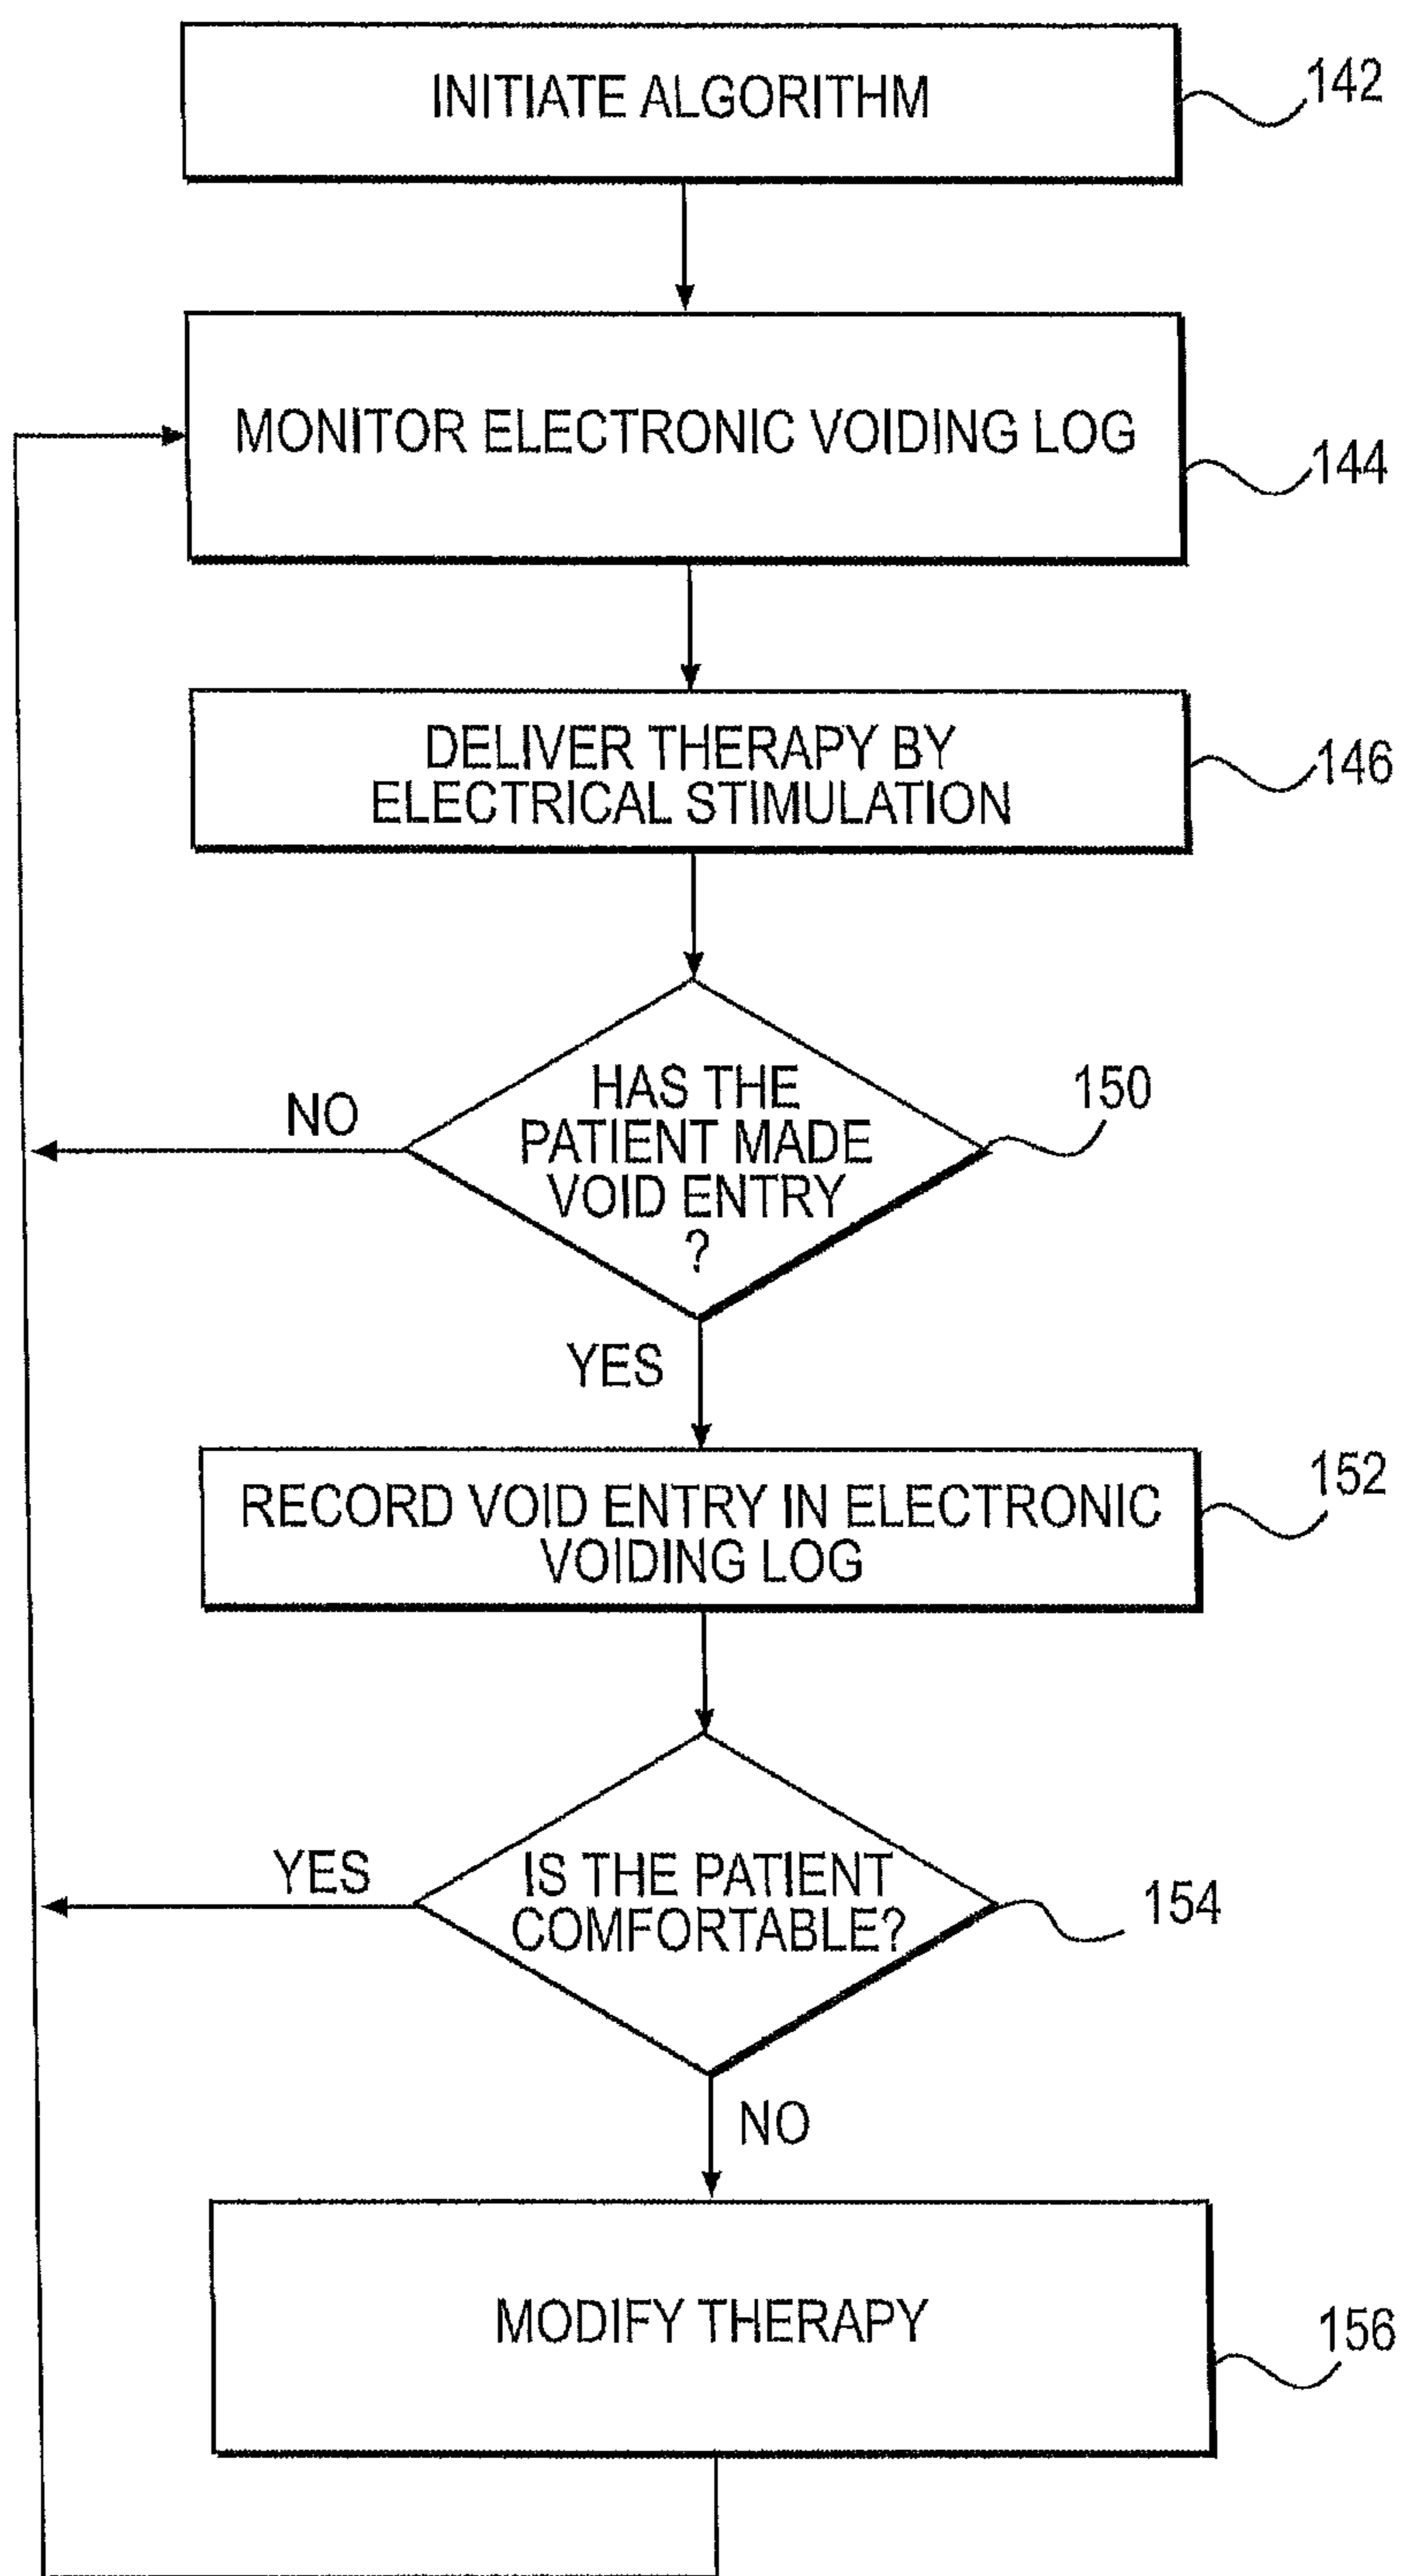 INITIATE ALGORITHM
142
MONITOR ELECTRONIC VOIDING LOG
144
DELIVER THERAPY BY
ELECTRICAL STIMULATION
146
HAS THE
PATIENT MADE
VOID ENTRY
?
150
NO
YES
RECORD VOID ENTRY IN ELECTRONIC
VOIDING LOG
152
IS THE PATIENT
COMFORTABLE?
154
YES
NO
MODIFY THERAPY
156